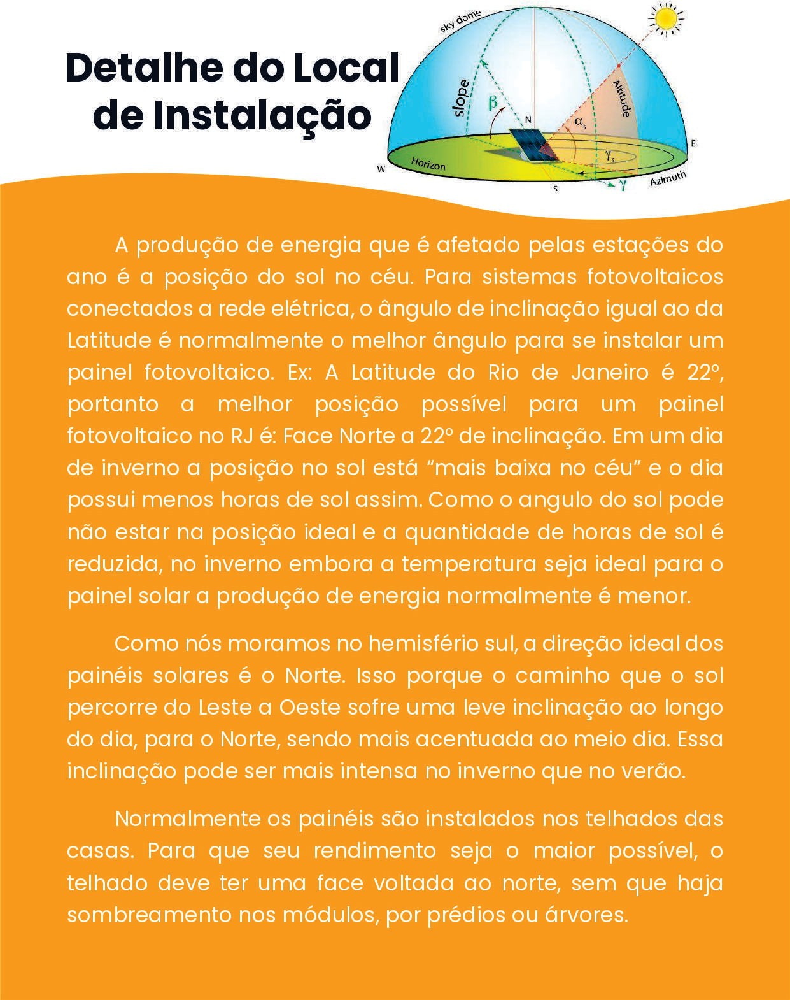 Detalhe do Local
de Instalação
sky dome
slope
β
N
αs
Altitude
γs
E
W
Horizon
Azimuth
S
γ
A produção de energia que é afetado pelas estações do
ano é a posição do sol no céu. Para sistemas fotovoltaicos
conectados a rede elétrica, o ângulo de inclinação igual ao da
Latitude é normalmente o melhor ângulo para se instalar um
painel fotovoltaico. Ex: A Latitude do Rio de Janeiro é 22º,
portanto a melhor posição possível para um painel
fotovoltaico no RJ é: Face Norte a 22º de inclinação. Em um dia
de inverno a posição no sol está “mais baixa no céu” e o dia
possui menos horas de sol assim. Como o angulo do sol pode
não estar na posição ideal e a quantidade de horas de sol é
reduzida, no inverno embora a temperatura seja ideal para o
painel solar a produção de energia normalmente é menor.
Como nós moramos no hemisfério sul, a direção ideal dos
painéis solares é o Norte. Isso porque o caminho que o sol
percorre do Leste a Oeste sofre uma leve inclinação ao longo
do dia, para o Norte, sendo mais acentuada ao meio dia. Essa
inclinação pode ser mais intensa no inverno que no verão.
Normalmente os painéis são instalados nos telhados das
casas. Para que seu rendimento seja o maior possível, o
telhado deve ter uma face voltada ao norte, sem que haja
sombreamento nos módulos, por prédios ou árvores.